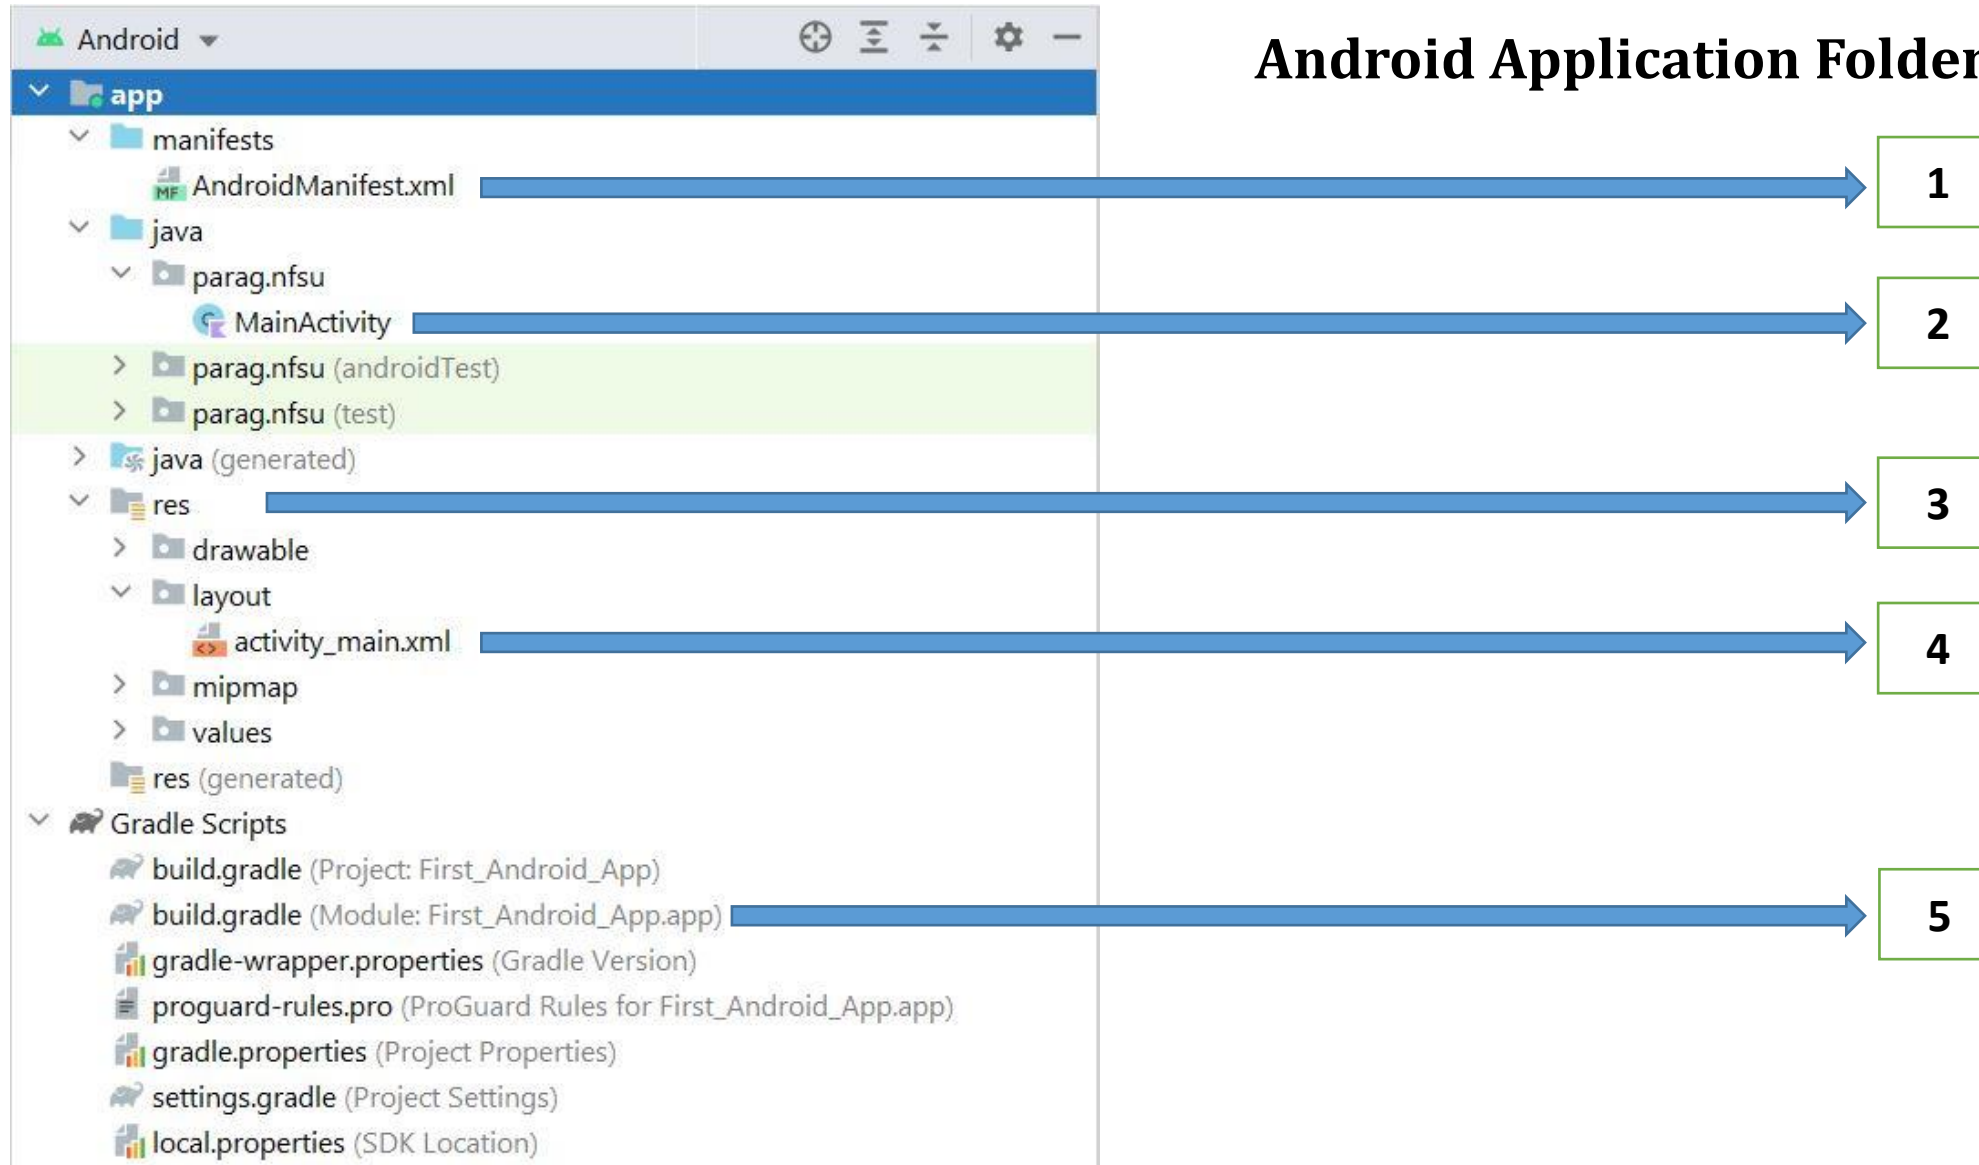 Android
Android Application Folder
app
manifests
AndroidManifest.xml
1
java
parag.nfsu
MainActivity
2
parag.nfsu (androidTest)
parag.nfsu (test)
java (generated)
res
3
drawable
layout
activity_main.xml
4
mipmap
values
res (generated)
Gradle Scripts
build.gradle (Project: First_Android_App)
build.gradle (Module: First_Android_App.app)
5
gradle-wrapper.properties (Gradle Version)
proguard-rules.pro (ProGuard Rules for First_Android_App.app)
gradle.properties (Project Properties)
settings.gradle (Project Settings)
local.properties (SDK Location)